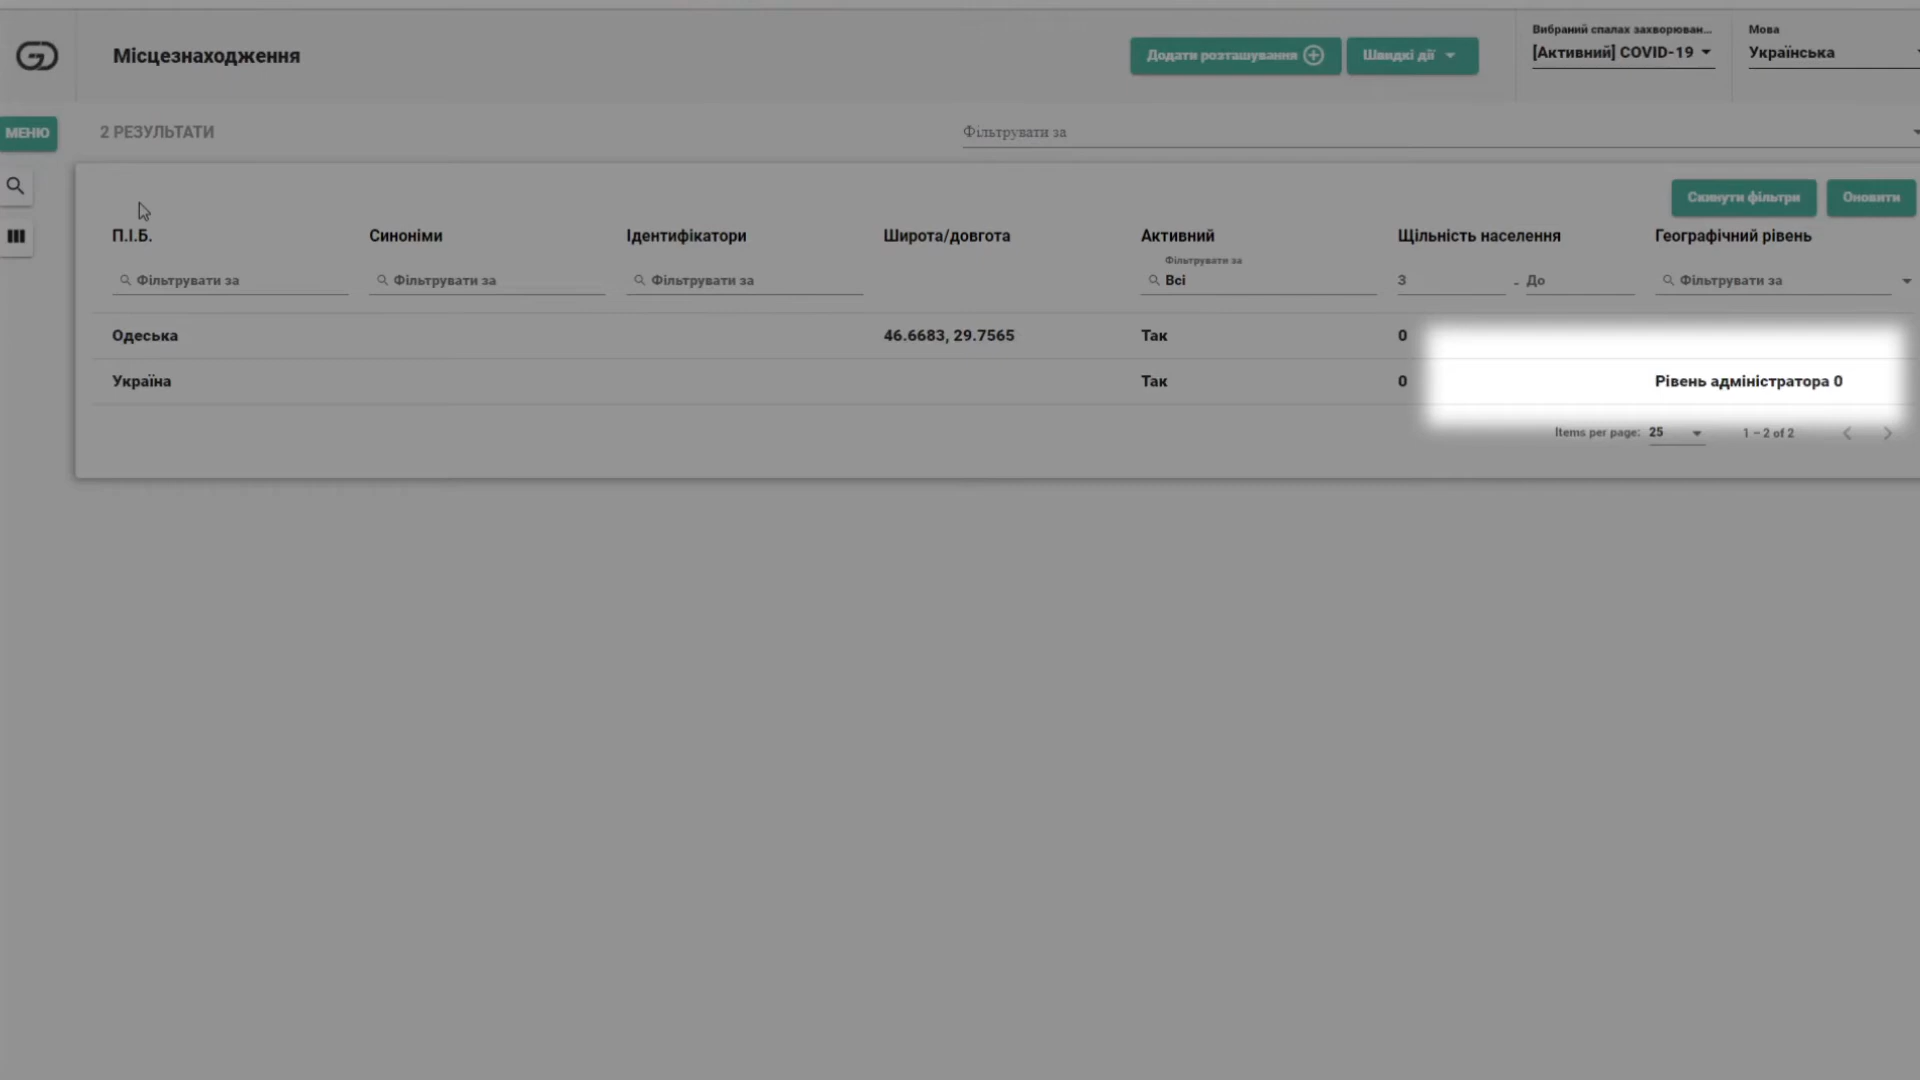 Місцезнаходження
Додати розташування
Швидкі дії
Вибраний спалах захворюван...
[Активний] COVID-19
Мова
Українська
МЕНЮ
2 РЕЗУЛЬТАТИ
Фільтрувати за
Скинути фільтри
Оновити
П.І.Б.
Синоніми
Ідентифікатори
Широта/довгота
Активний
Щільність населення
Географічний рівень
Фільтрувати за
Фільтрувати за
Фільтрувати за
Фільтрувати за
Всі
З
-
До
Фільтрувати за
Одеська
46.6683, 29.7565
Так
0
Україна
Так
0
Рівень адміністратора 0
Items per page:
25
1 – 2 of 2